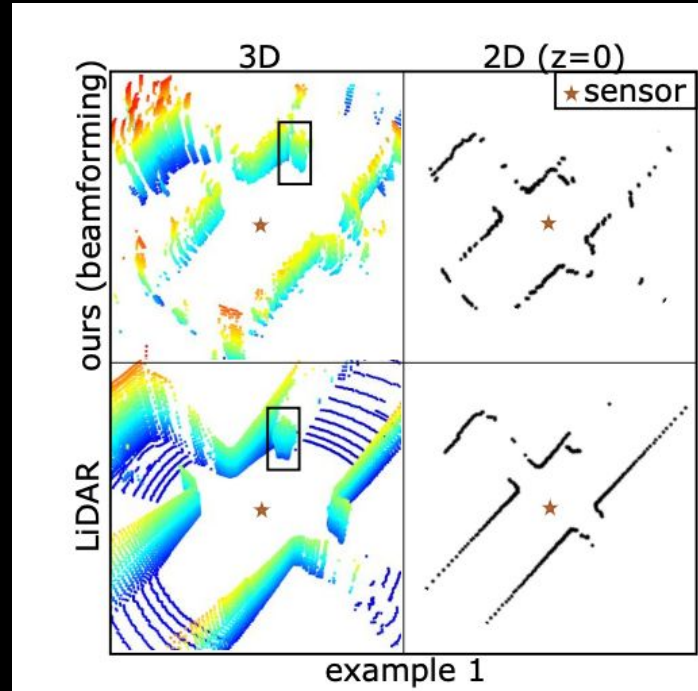 3D
2D (z=0)
★sensor
ours (beamforming)
LiDAR
example 1